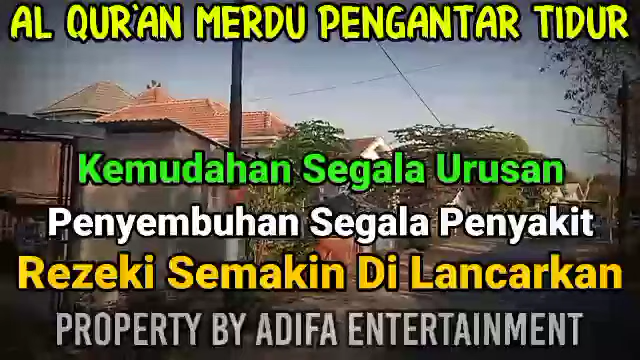 AL QUR`AN MERDU PENGANTAR TIDUR
Kemudahan Segala Urusan
Penyembuhan Segala Penyakit
Rezeki Semakin Di Lancarkan
PROPERTY BY ADIFA ENTERTAINMENT